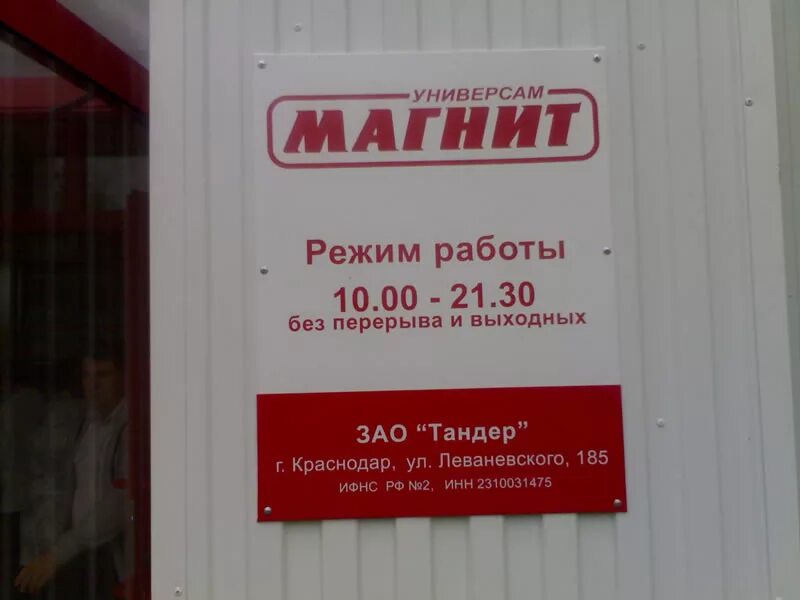 УНИВЕРСАМ
МАГНИТ
Режим работы
10.00 - 21.30
без перерыва и выходных
ЗАО "Тандер"
г. Краснодар, ул. Леваневского, 185
ИФНС РФ №2, ИНН 2310031475